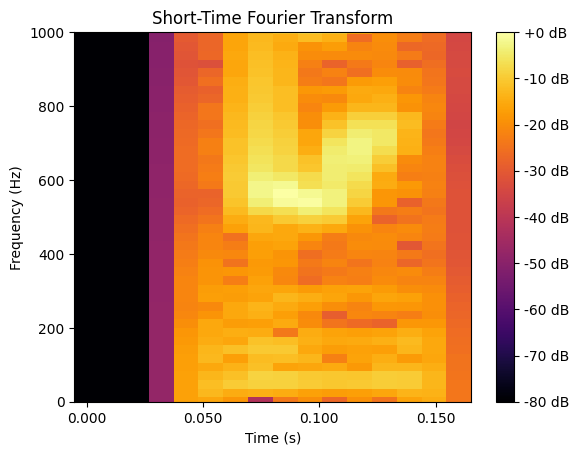 Short-Time Fourier Transform
1000
800
600
400
200
0
Frequency (Hz)
0.000
0.050
0.100
0.150
Time (s)
+0 dB
-10 dB
-20 dB
-30 dB
-40 dB
-50 dB
-60 dB
-70 dB
-80 dB